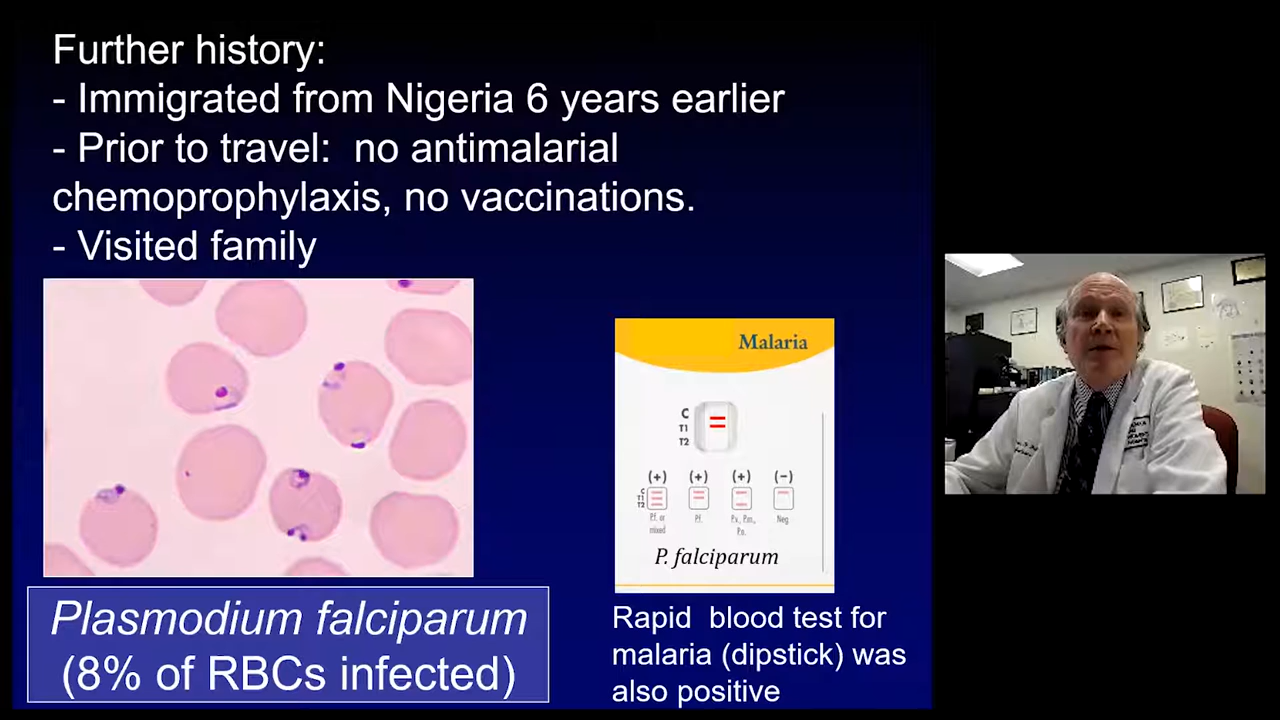 Further history:
- Immigrated from Nigeria 6 years earlier
- Prior to travel:  no antimalarial
chemoprophylaxis, no vaccinations.
- Visited family
Malaria
C
T1
T2
(+) (+) (+) (-)
C
T1
T2
P.f. or
mixed
P.f.
P.v., P.m.,
P.o.
Neg
P. falciparum
Plasmodium falciparum
(8% of RBCs infected)
Rapid  blood test for
malaria (dipstick) was
also positive